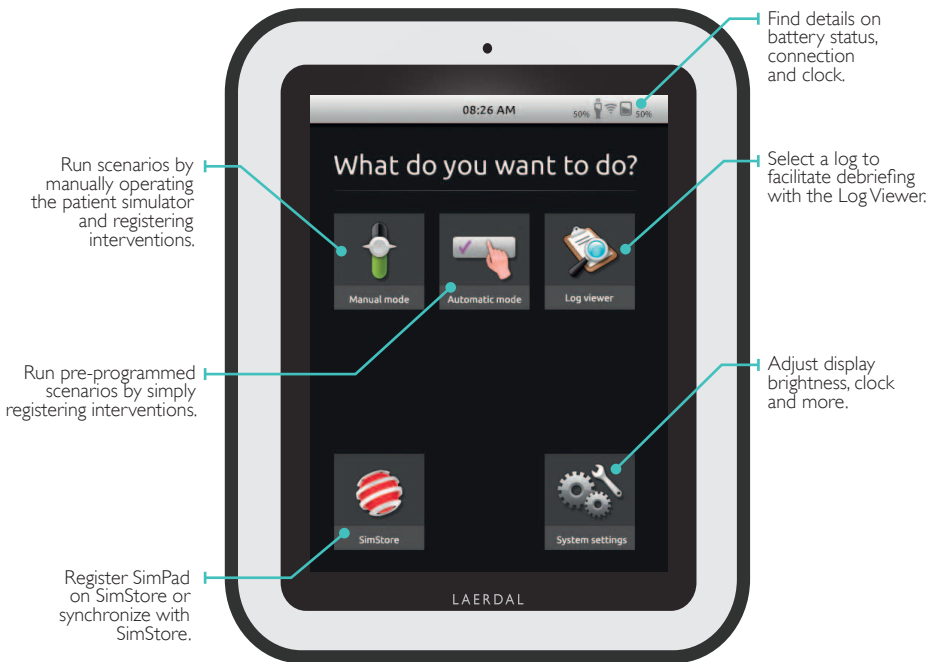 Find details on
battery status,
connection
and clock.
08:26 AM
50%
50%
What do you want to do?
Run scenarios by
manually operating
the patient simulator
and registering
interventions.
Select a log to
facilitate debriefing
with the Log Viewer.
Manual mode
Automatic mode
Log viewer
Run pre-programmed
scenarios by simply
registering interventions.
Adjust display
brightness, clock
and more.
SimStore
System settings
Register SimPad
on SimStore or
synchronize with
SimStore.
LAERDAL